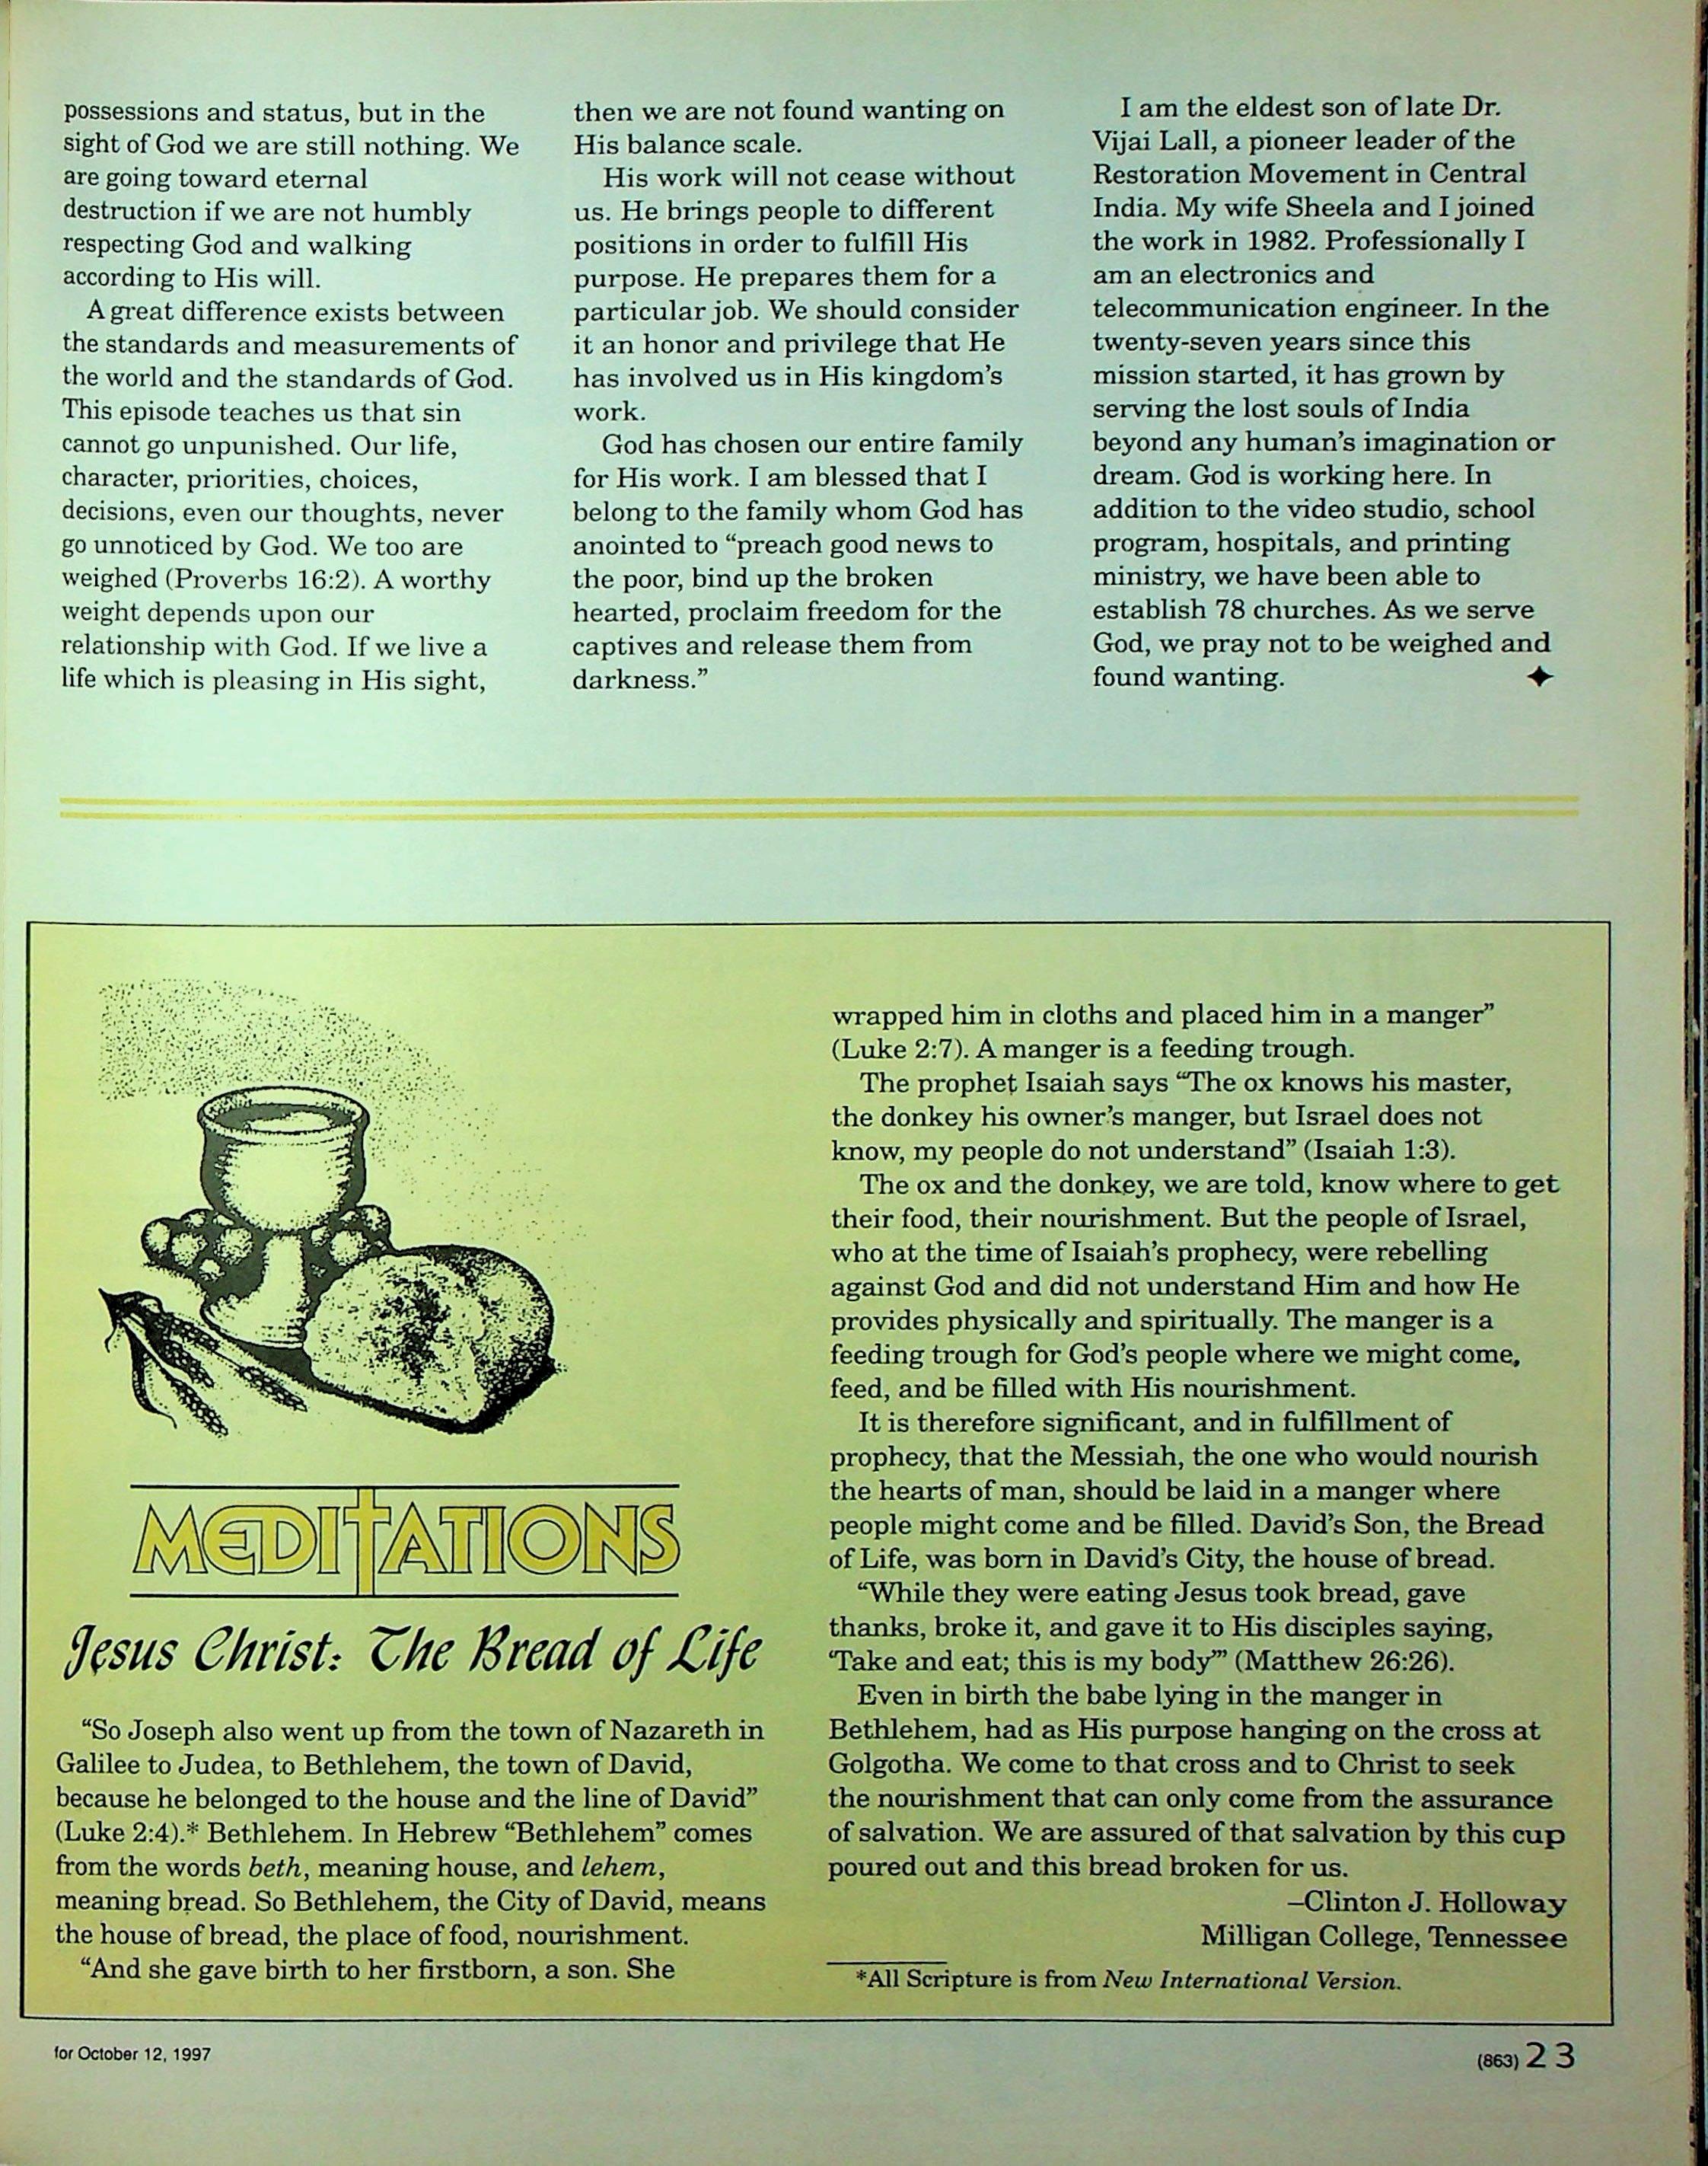 possessions and status, but in the
sight of God we are still nothing. We
are going toward eternal
destruction if we are not humbly
respecting God and walking
according to His will.
A great difference exists between
the standards and measurements of
the world and the standards of God.
This episode teaches us that sin
cannot go unpunished. Our life,
character, priorities, choices,
decisions, even our thoughts, never
go unnoticed by God. We too are
weighed (Proverbs 16:2). A worthy
weight depends upon our
relationship with God. If we live a
life which is pleasing in His sight,
then we are not found wanting on
His balance scale.
His work will not cease without
us. He brings people to different
positions in order to fulfill His
purpose. He prepares them for a
particular job. We should consider
it an honor and privilege that He
has involved us in His kingdom's
work.
God has chosen our entire family
for His work. I am blessed that I
belong to the family whom God has
anointed to “preach good news to
the poor, bind up the broken
hearted, proclaim freedom for the
captives and release them from
darkness.”
I am the eldest son of late Dr.
Vijai Lall, a pioneer leader of the
Restoration Movement in Central
India. My wife Sheela and I joined
the work in 1982. Professionally I
am an electronics and
telecommunication engineer. In the
twenty-seven years since this
mission started, it has grown by
serving the lost souls of India
beyond any human's imagination or
dream. God is working here. In
addition to the video studio, school
program, hospitals, and printing
ministry, we have been able to
establish 78 churches. As we serve
God, we pray not to be weighed and
found wanting. ✦
MEDITATIONS
Jesus Christ: The Bread of Life
“So Joseph also went up from the town of Nazareth in
Galilee to Judea, to Bethlehem, the town of David,
because he belonged to the house and the line of David”
(Luke 2:4).* Bethlehem. In Hebrew “Bethlehem” comes
from the words beth, meaning house, and lehem,
meaning bread. So Bethlehem, the City of David, means
the house of bread, the place of food, nourishment.
“And she gave birth to her firstborn, a son. She
wrapped him in cloths and placed him in a manger”
(Luke 2:7). A manger is a feeding trough.
The prophet Isaiah says “The ox knows his master,
the donkey his owner's manger, but Israel does not
know, my people do not understand” (Isaiah 1:3).
The ox and the donkey, we are told, know where to get
their food, their nourishment. But the people of Israel,
who at the time of Isaiah's prophecy, were rebelling
against God and did not understand Him and how He
provides physically and spiritually. The manger is a
feeding trough for God's people where we might come,
feed, and be filled with His nourishment.
It is therefore significant, and in fulfillment of
prophecy, that the Messiah, the one who would nourish
the hearts of man, should be laid in a manger where
people might come and be filled. David's Son, the Bread
of Life, was born in David's City, the house of bread.
“While they were eating Jesus took bread, gave
thanks, broke it, and gave it to His disciples saying,
‘Take and eat; this is my body’” (Matthew 26:26).
Even in birth the babe lying in the manger in
Bethlehem, had as His purpose hanging on the cross at
Golgotha. We come to that cross and to Christ to seek
the nourishment that can only come from the assurance
of salvation. We are assured of that salvation by this cup
poured out and this bread broken for us.
–Clinton J. Holloway
Milligan College, Tennessee
*All Scripture is from New International Version.
for October 12, 1997
(863) 23